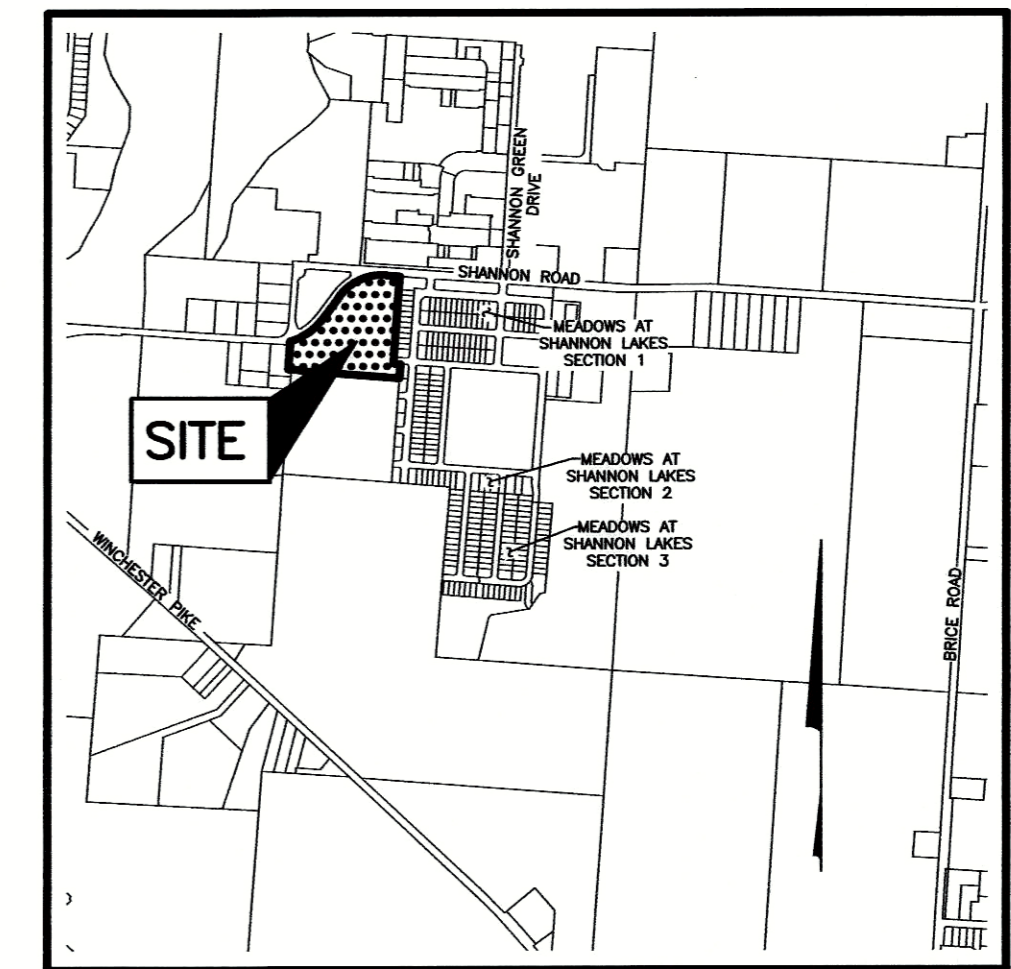 SHANNON GREEN
DRIVE
SHANNON ROAD
MEADOWS AT
SHANNON LAKES
SECTION 1
SITE
MEADOWS AT
SHANNON LAKES
SECTION 2
MEADOWS AT
SHANNON LAKES
SECTION 3
WINCHESTER PIKE
BRICE ROAD